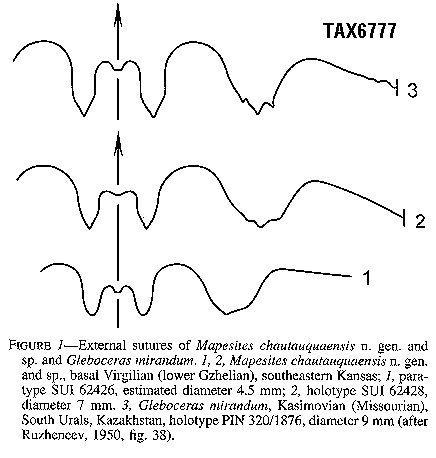 TAX6777
3
2
1
FIGURE 1—External sutures of Mapesites chautauquaensis n. gen. and
sp. and Gleboceras mirandum. 1, 2, Mapesites chautauquaensis n. gen.
and sp., basal Virgilian (lower Gzhelian), southeastern Kansas; 1, para-
type SUI 62426, estimated diameter 4.5 mm; 2, holotype SUI 62428,
diameter 7 mm. 3, Gleboceras mirandum, Kasimovian (Missourian),
South Urals, Kazakhstan, holotype PIN 320/1876, diameter 9 mm (after
Ruzhencev, 1950, fig. 38).